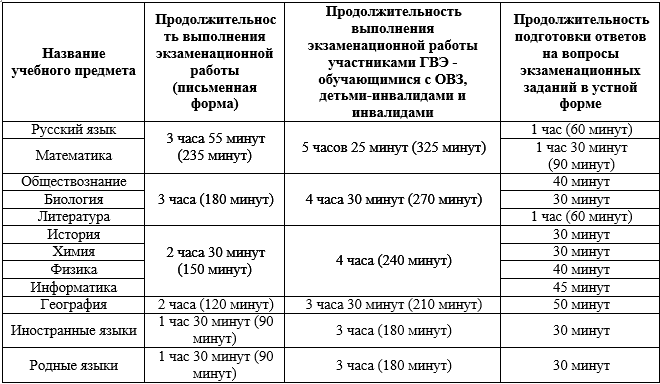 Название
учебного предмета
Продолжительнос
ть выполнения
экзаменационной
работы
(письменная
форма)
Продолжительность
выполнения
экзаменационной работы
участниками ГВЭ -
обучающимися с ОВЗ,
детьми-инвалидами и
инвалидами
Продолжительность
подготовки ответов
на вопросы
экзаменационных
заданий в устной
форме
Русский язык
3 часа 55 минут
(235 минут)
5 часов 25 минут (325 минут)
1 час (60 минут)
Математика
1 час 30 минут
(90 минут)
Обществознание
3 часа (180 минут)
4 часа 30 минут (270 минут)
40 минут
Биология
30 минут
Литература
1 час (60 минут)
История
2 часа 30 минут
(150 минут)
4 часа (240 минут)
30 минут
Химия
30 минут
Физика
40 минут
Информатика
45 минут
География
2 часа (120 минут)
3 часа 30 минут (210 минут)
50 минут
Иностранные языки
1 час 30 минут (90
минут)
3 часа (180 минут)
30 минут
Родные языки
1 час 30 минут (90
минут)
3 часа (180 минут)
30 минут